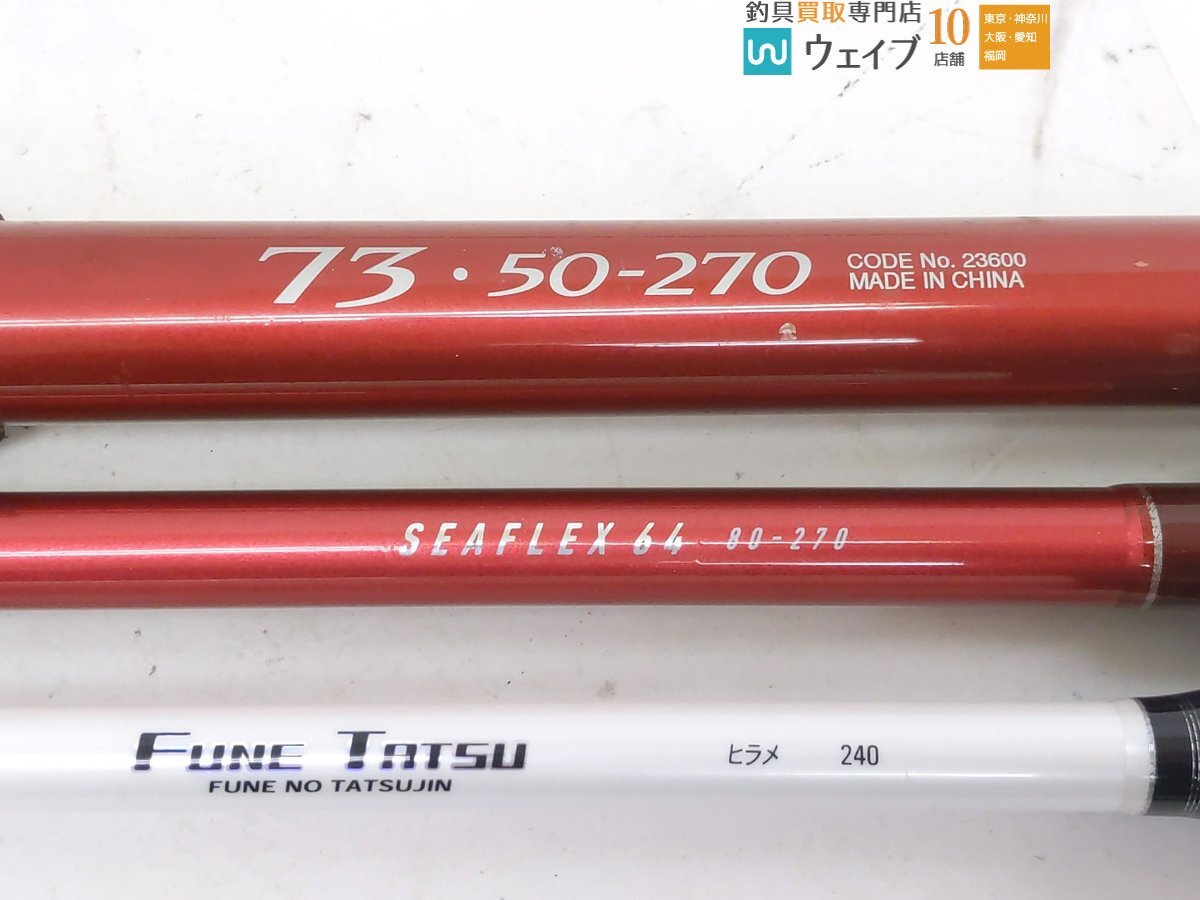 釣具買取専門店
ウェイブ
10
店舗
東京・神奈川
大阪・愛知
福岡
73・50-270
CODE No. 23600
MADE IN CHINA
SEAFLEX 64 80-270
FUNE TATSU
FUNE NO TATSUJIN
ヒラメ 240